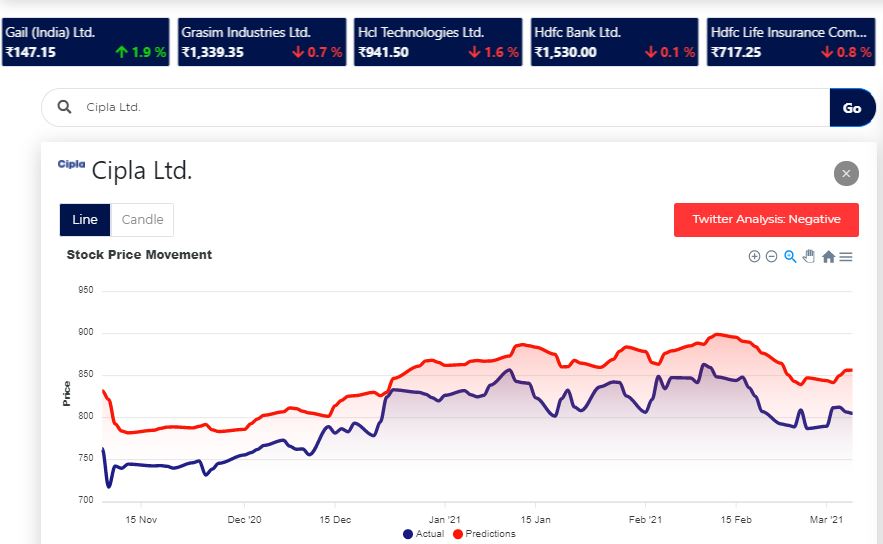 Gail (India) Ltd. Grasim Industries Ltd. Hcl Technologies Ltd. Hdfc Bank Ltd. Hdfc Life Insurance Com...
₹147.15 1.9 % ₹1,339.35 0.7 % ₹941.50 1.6 % ₹1,530.00 0.1 % ₹717.25 0.8 %
Cipla Ltd. Go
Cipla Cipla Ltd.
Line Candle Twitter Analysis: Negative
Stock Price Movement
950
900
850
800
750
700
Price
15 Nov Dec '20 15 Dec Jan '21 15 Jan Feb '21 15 Feb Mar '21
Actual Predictions